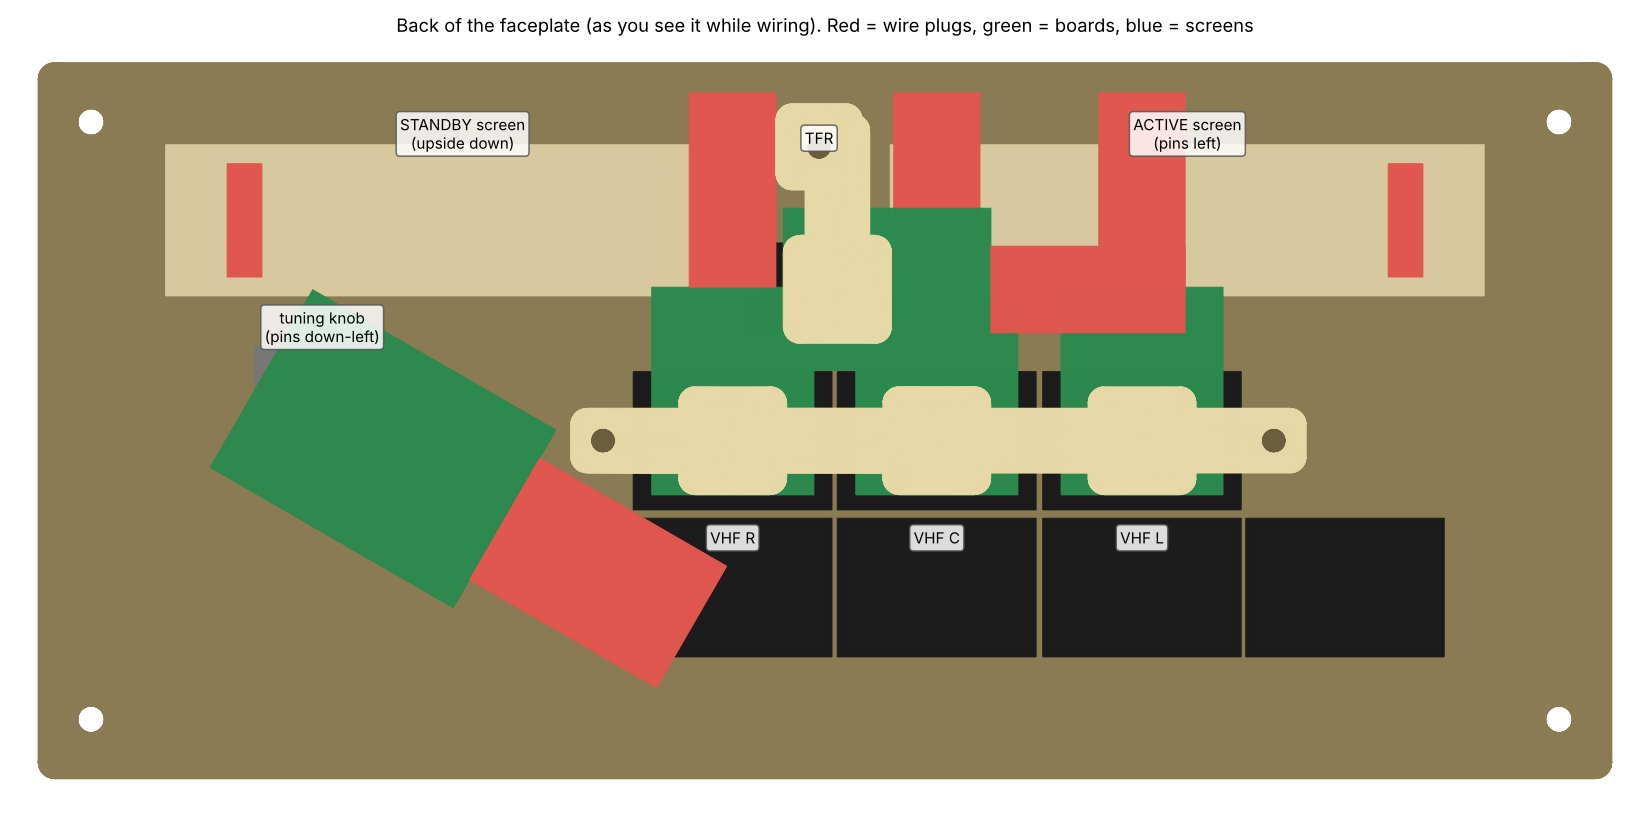 Back of the faceplate (as you see it while wiring). Red = wire plugs, green = boards, blue = screens
STANDBY screen
(upside down)
TFR
ACTIVE screen
(pins left)
tuning knob
(pins down-left)
VHF R
VHF C
VHF L